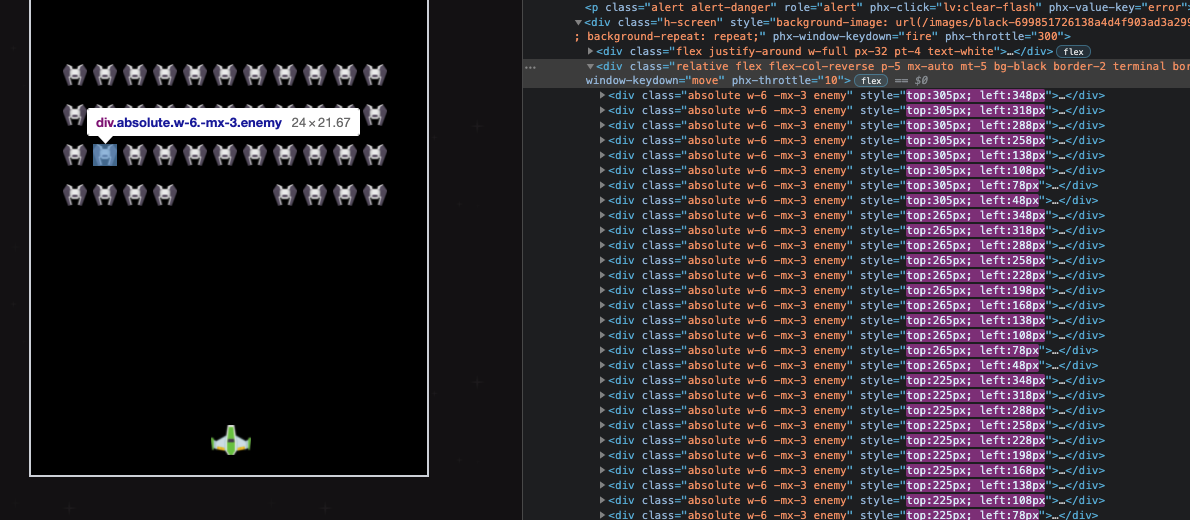 <p class="alert alert-danger" role="alert" phx-click="lv:clear-flash" phx-value-key="error">
▼<div class="h-screen" style="background-image: url(/images/black-699851726138a4d4f903ad3a299
; background-repeat: repeat;" phx-window-keydown="fire" phx-throttle="300">
▶<div class="flex justify-around w-full px-32 pt-4 text-white">…</div> flex
… ▼<div class="relative flex flex-col-reverse p-5 mx-auto mt-5 bg-black border-2 terminal bor
window-keydown="move" phx-throttle="10"> flex == $0
▶<div class="absolute w-6 -mx-3 enemy" style="top:305px; left:348px">…</div>
▶<div class="absolute w-6 -mx-3 enemy" style="top:305px; left:318px">…</div>
div.absolute.w-6.-mx-3.enemy 24×21.67
▶<div class="absolute w-6 -mx-3 enemy" style="top:305px; left:288px">…</div>
▶<div class="absolute w-6 -mx-3 enemy" style="top:305px; left:258px">…</div>
▶<div class="absolute w-6 -mx-3 enemy" style="top:305px; left:138px">…</div>
▶<div class="absolute w-6 -mx-3 enemy" style="top:305px; left:108px">…</div>
▶<div class="absolute w-6 -mx-3 enemy" style="top:305px; left:78px">…</div>
▶<div class="absolute w-6 -mx-3 enemy" style="top:305px; left:48px">…</div>
▶<div class="absolute w-6 -mx-3 enemy" style="top:265px; left:348px">…</div>
▶<div class="absolute w-6 -mx-3 enemy" style="top:265px; left:318px">…</div>
▶<div class="absolute w-6 -mx-3 enemy" style="top:265px; left:288px">…</div>
▶<div class="absolute w-6 -mx-3 enemy" style="top:265px; left:258px">…</div>
▶<div class="absolute w-6 -mx-3 enemy" style="top:265px; left:228px">…</div>
▶<div class="absolute w-6 -mx-3 enemy" style="top:265px; left:198px">…</div>
▶<div class="absolute w-6 -mx-3 enemy" style="top:265px; left:168px">…</div>
▶<div class="absolute w-6 -mx-3 enemy" style="top:265px; left:138px">…</div>
▶<div class="absolute w-6 -mx-3 enemy" style="top:265px; left:108px">…</div>
▶<div class="absolute w-6 -mx-3 enemy" style="top:265px; left:78px">…</div>
▶<div class="absolute w-6 -mx-3 enemy" style="top:265px; left:48px">…</div>
▶<div class="absolute w-6 -mx-3 enemy" style="top:225px; left:348px">…</div>
▶<div class="absolute w-6 -mx-3 enemy" style="top:225px; left:318px">…</div>
▶<div class="absolute w-6 -mx-3 enemy" style="top:225px; left:288px">…</div>
▶<div class="absolute w-6 -mx-3 enemy" style="top:225px; left:258px">…</div>
▶<div class="absolute w-6 -mx-3 enemy" style="top:225px; left:228px">…</div>
▶<div class="absolute w-6 -mx-3 enemy" style="top:225px; left:198px">…</div>
▶<div class="absolute w-6 -mx-3 enemy" style="top:225px; left:168px">…</div>
▶<div class="absolute w-6 -mx-3 enemy" style="top:225px; left:138px">…</div>
▶<div class="absolute w-6 -mx-3 enemy" style="top:225px; left:108px">…</div>
▶<div class="absolute w-6 -mx-3 enemy" style="top:225px; left:78px">…</div>